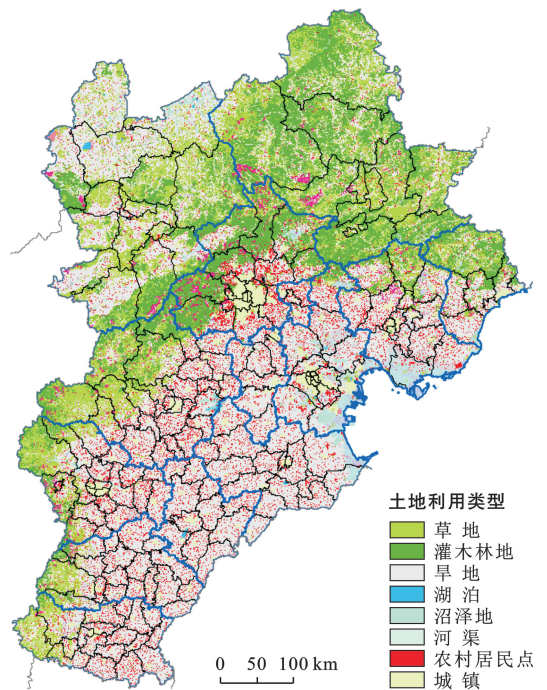 土地利用类型
草地
灌木林地
旱地
湖泊
沼泽地
河渠
农村居民点
城镇
0 50 100 km